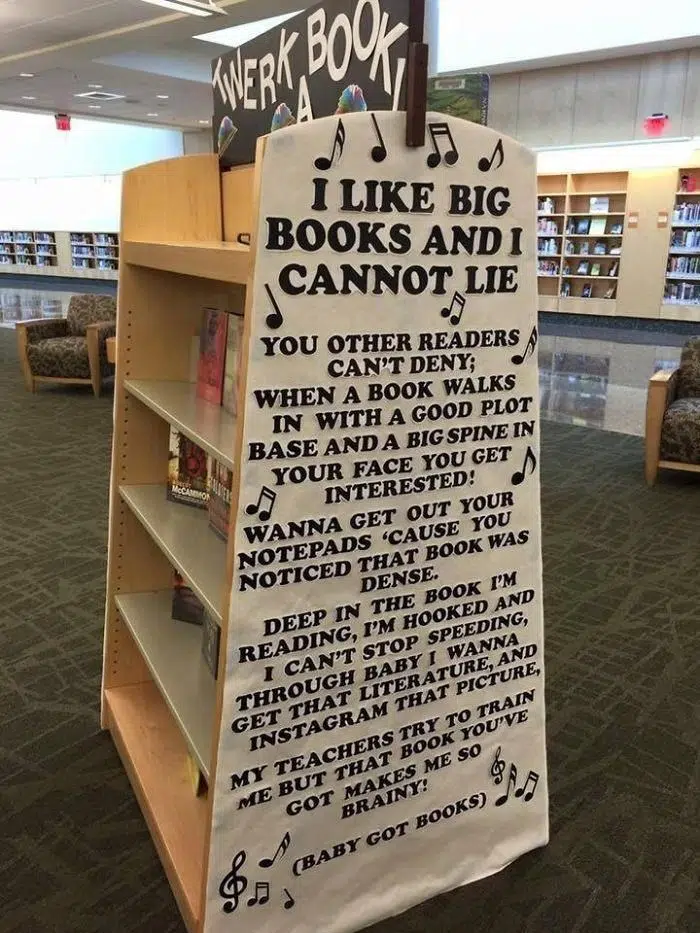 TWERK BOOK!
A
I LIKE BIG
BOOKS AND I
CANNOT LIE
YOU OTHER READERS
CAN'T DENY;
WHEN A BOOK WALKS
IN WITH A GOOD PLOT
BASE AND A BIG SPINE IN
YOUR FACE YOU GET
INTERESTED!
WANNA GET OUT YOUR
NOTEPADS 'CAUSE YOU
NOTICED THAT BOOK WAS
DENSE.
DEEP IN THE BOOK I'M
READING, I'M HOOKED AND
I CAN'T STOP SPEEDING,
THROUGH BABY I WANNA
GET THAT LITERATURE, AND
INSTAGRAM THAT PICTURE,
MY TEACHERS TRY TO TRAIN
ME BUT THAT BOOK YOU'VE
GOT MAKES ME SO
BRAINY!
(BABY GOT BOOKS)
McCAMMON